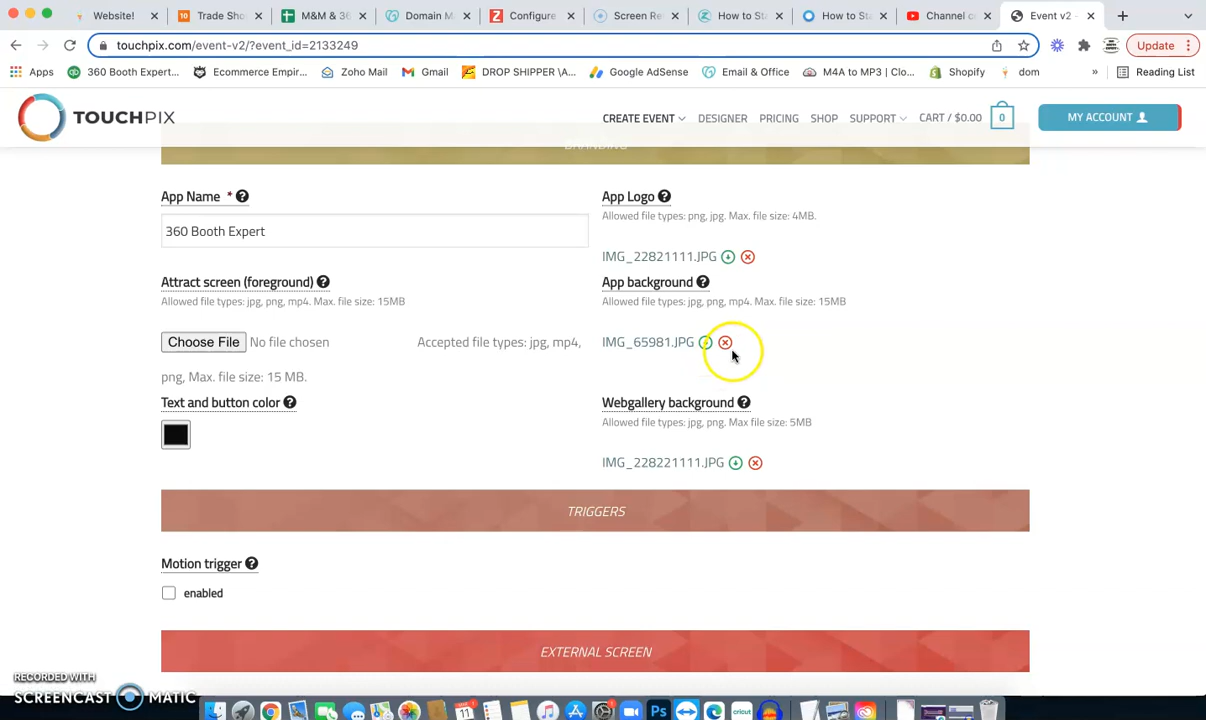 Website!
Trade Sho
M&M & 36
Domain M
Configure
Screen Re
How to Sta
How to Sta
Channel c
Event v2 -
touchpix.com/event-v2/?event_id=2133249
Update
Apps
360 Booth Expert...
Ecommerce Empir...
Zoho Mail
Gmail
DROP SHIPPER \A...
Google AdSense
Email & Office
M4A to MP3 | Clo...
Shopify
dom
»
Reading List
TOUCHPIX
CREATE EVENT
DESIGNER
PRICING
SHOP
SUPPORT
CART / $0.00
0
MY ACCOUNT
BRANDING
App Name *
App Logo
Allowed file types: png, jpg. Max. file size: 4MB.
360 Booth Expert
IMG_22821111.JPG
Attract screen (foreground)
App background
Allowed file types: jpg, png, mp4. Max. file size: 15MB
Allowed file types: jpg, png, mp4. Max. file size: 15MB
Choose File No file chosen
Accepted file types: jpg, mp4,
IMG_65981.JPG
png, Max. file size: 15 MB.
Text and button color
Webgallery background
Allowed file types: jpg, png. Max file size: 5MB
IMG_228221111.JPG
TRIGGERS
Motion trigger
enabled
EXTERNAL SCREEN
RECORDED WITH
SCREENCAST MATIC
11
Ps
cricut